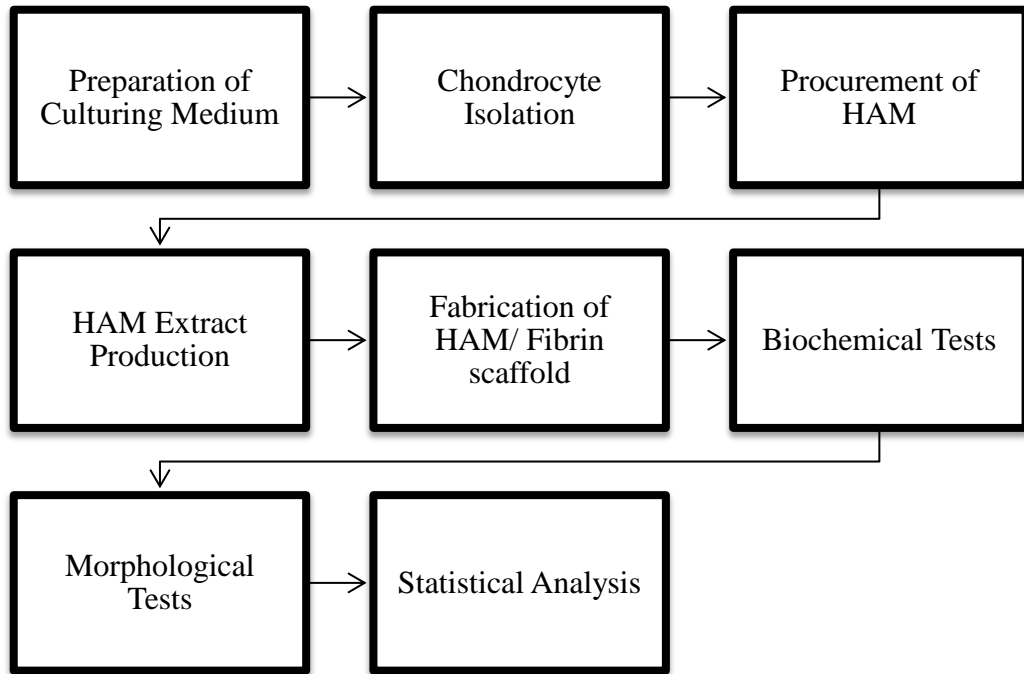 Preparation of
Culturing Medium
Chondrocyte
Isolation
Procurement of
HAM
HAM Extract
Production
Fabrication of
HAM/ Fibrin
scaffold
Biochemical Tests
Morphological
Tests
Statistical Analysis